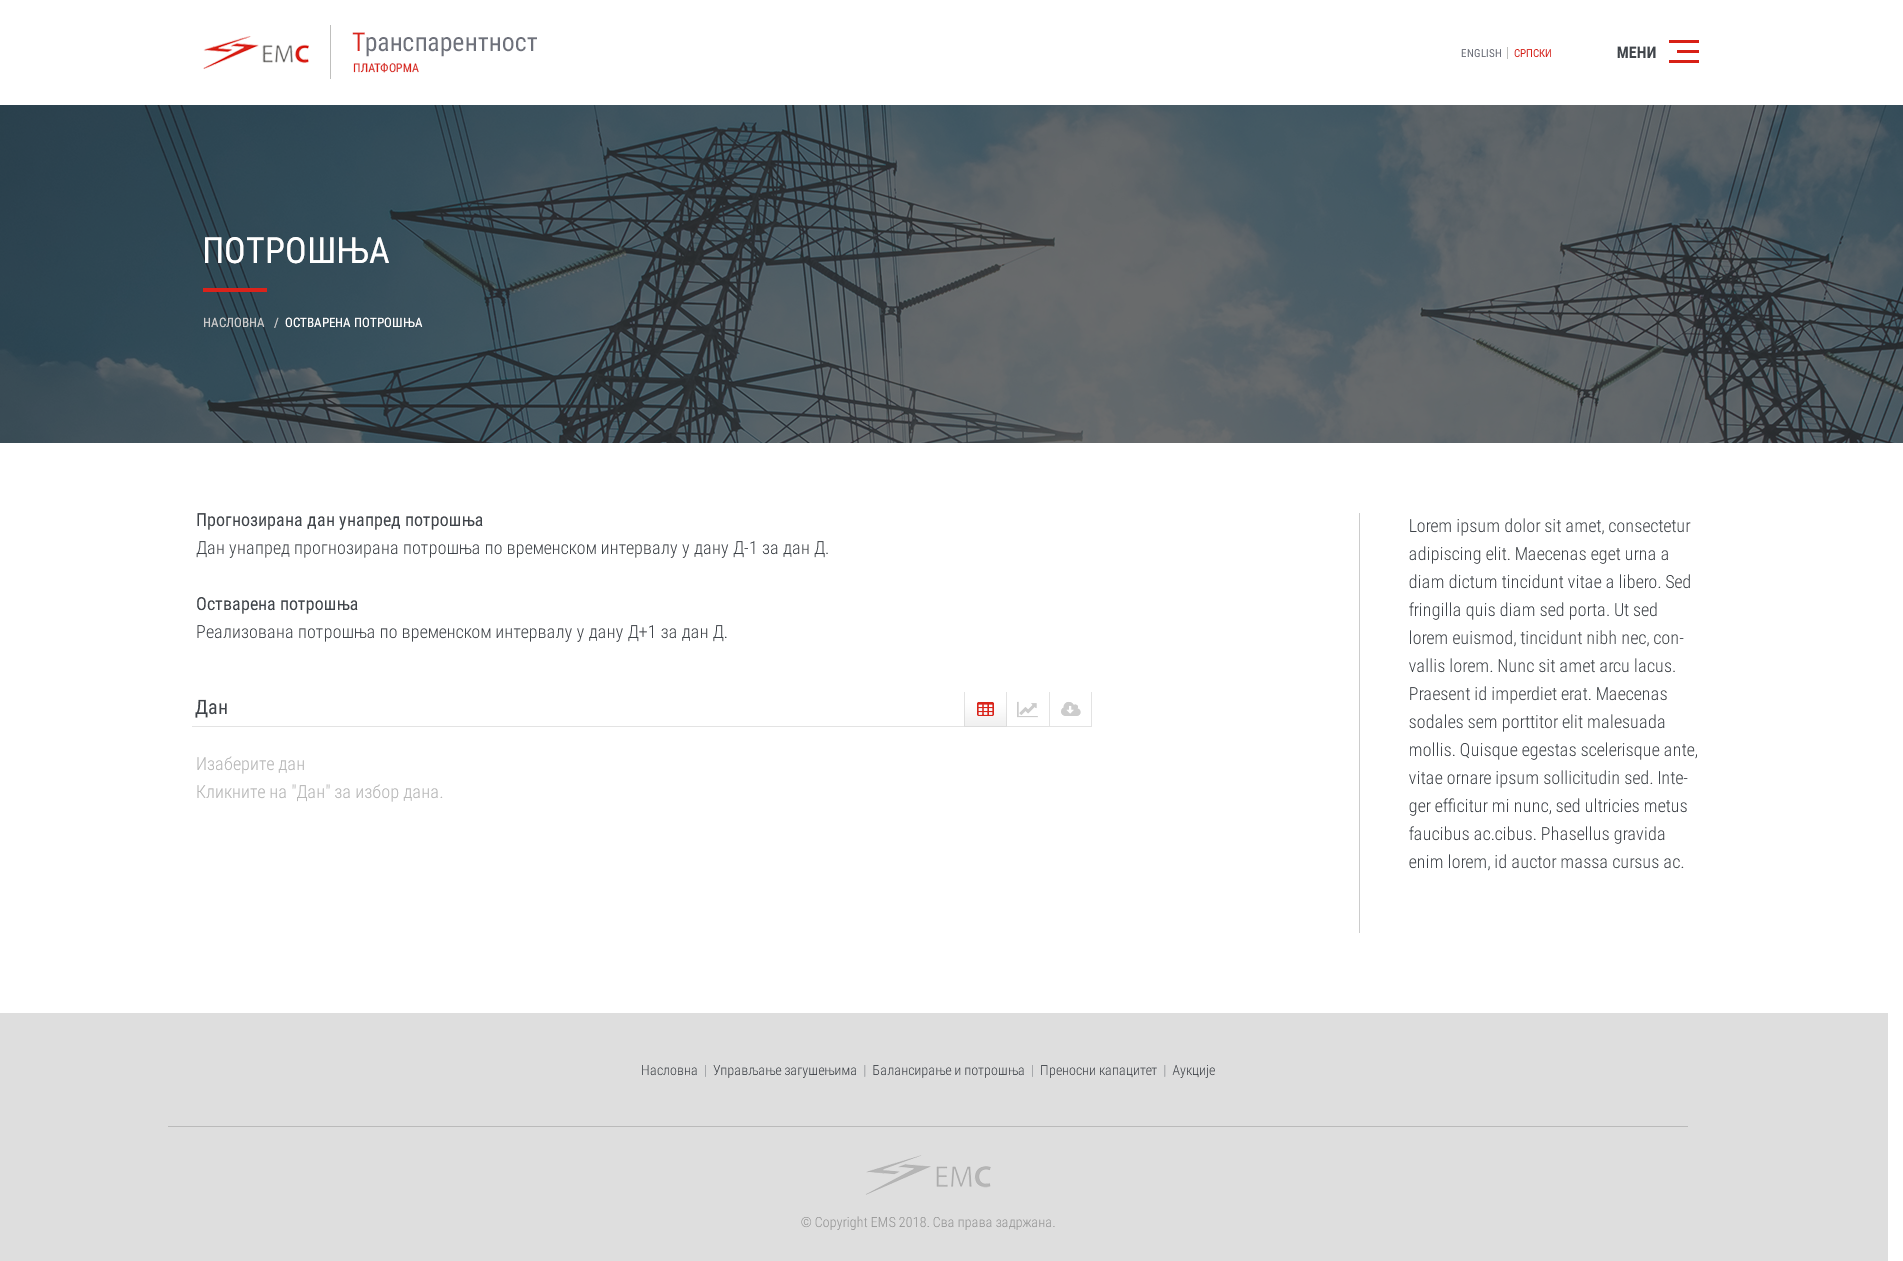 ЕМС
Транспарентност
ПЛАТФОРМА
ENGLISH | СРПСКИ
МЕНИ
ПОТРОШЊА
НАСЛОВНА / ОСТВАРЕНА ПОТРОШЊА
Прогнозирана дан унапред потрошња
Дан унапред прогнозирана потрошња по временском интервалу у дану Д-1 за дан Д.
Остварена потрошња
Реализована потрошња по временском интервалу у дану Д+1 за дан Д.
Дан
Изаберите дан
Кликните на "Дан" за избор дана.
Lorem ipsum dolor sit amet, consectetur
adipiscing elit. Maecenas eget urna a
diam dictum tincidunt vitae a libero. Sed
fringilla quis diam sed porta. Ut sed
lorem euismod, tincidunt nibh nec, con-
vallis lorem. Nunc sit amet arcu lacus.
Praesent id imperdiet erat. Maecenas
sodales sem porttitor elit malesuada
mollis. Quisque egestas scelerisque ante,
vitae ornare ipsum sollicitudin sed. Inte-
ger efficitur mi nunc, sed ultricies metus
faucibus ac.cibus. Phasellus gravida
enim lorem, id auctor massa cursus ac.
Насловна | Управљање загушењима | Балансирање и потрошња | Преносни капацитет | Аукције
ЕМС
© Copyright EMS 2018. Сва права задржана.